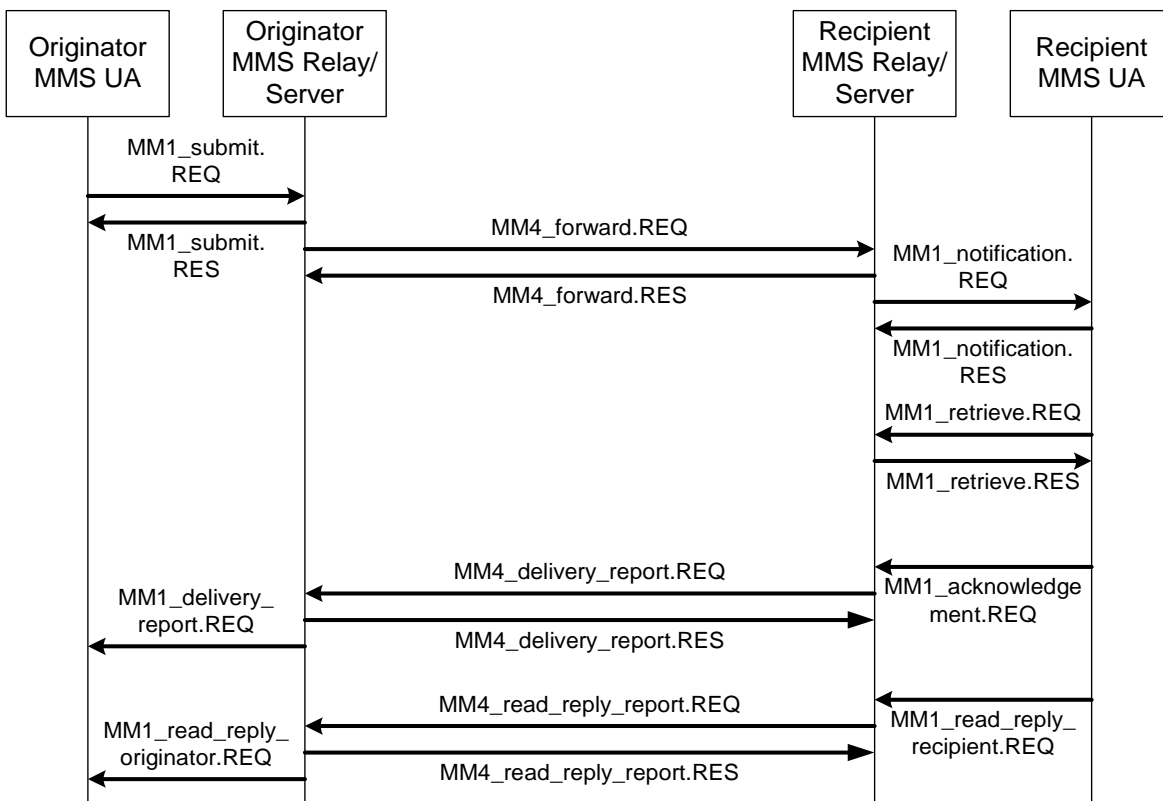 Originator
MMS UA
Originator
MMS Relay/
Server
Recipient
MMS Relay/
Server
Recipient
MMS UA
MM1_submit.
REQ
MM1_submit.
RES
MM4_forward.REQ
MM4_forward.RES
MM1_notification.
REQ
MM1_notification.
RES
MM1_retrieve.REQ
MM1_retrieve.RES
MM1_acknowledge
ment.REQ
MM4_delivery_report.REQ
MM4_delivery_report.RES
MM1_delivery_
report.REQ
MM1_read_reply_
recipient.REQ
MM4_read_reply_report.REQ
MM4_read_reply_report.RES
MM1_read_reply_
originator.REQ